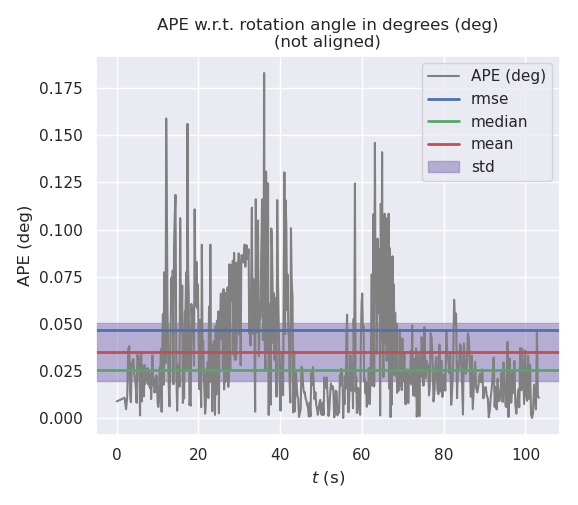 APE w.r.t. rotation angle in degrees (deg)
(not aligned)
APE (deg)
rmse
median
mean
std
0.175
0.150
0.125
0.100
0.075
0.050
0.025
0.000
APE (deg)
0 20 40 60 80 100
t (s)